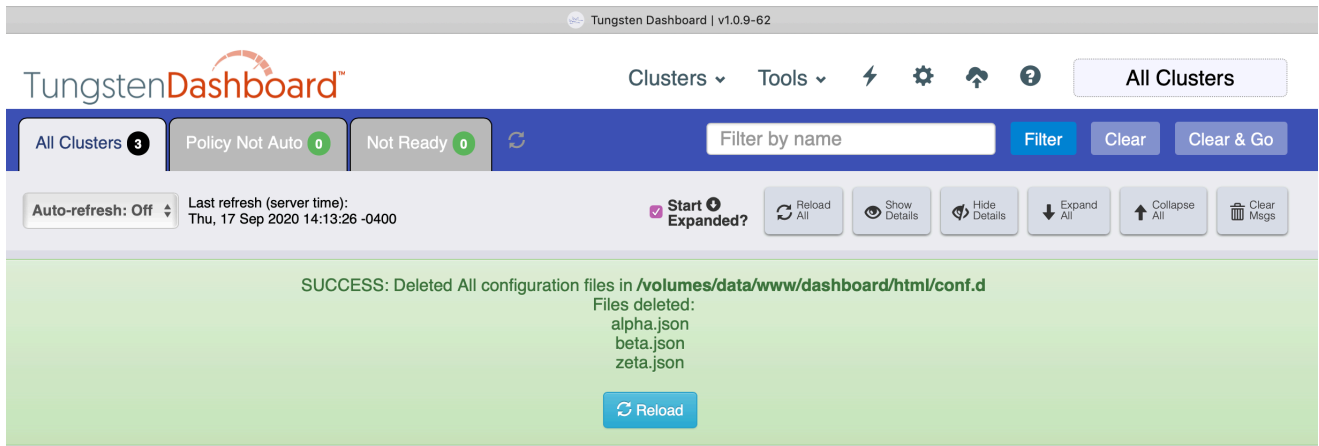 Tungsten Dashboard | v1.0.9-62
TungstenDashboard™
Clusters
Tools
All Clusters
All Clusters 3
Policy Not Auto 0
Not Ready 0
Filter by name
Filter
Clear
Clear & Go
Auto-refresh: Off
Last refresh (server time):
Thu, 17 Sep 2020 14:13:26 -0400
Start
Expanded?
Reload
All
Show
Details
Hide
Details
Expand
All
Collapse
All
Clear
Msgs
SUCCESS: Deleted All configuration files in /volumes/data/www/dashboard/html/conf.d
Files deleted:
alpha.json
beta.json
zeta.json
Reload